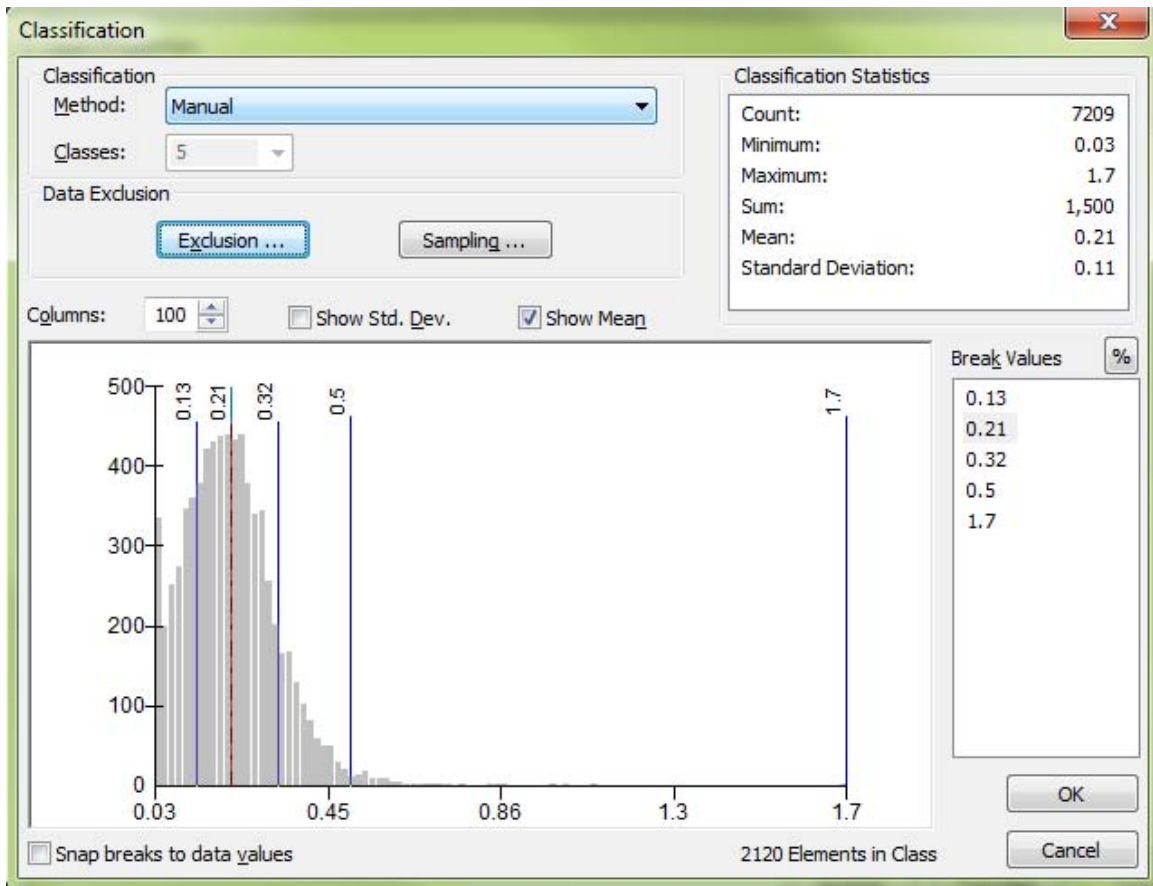 Classification
Classification
Method: Manual
Classes: 5
Data Exclusion
Exclusion ...
Sampling ...
Classification Statistics
Count: 7209
Minimum: 0.03
Maximum: 1.7
Sum: 1,500
Mean: 0.21
Standard Deviation: 0.11
Columns: 100
Show Std. Dev.
Show Mean
Break Values
%
0.13
0.21
0.32
0.5
1.7
500
400
300
200
100
0
0.13
0.21
0.32
0.5
1.7
0.03 0.45 0.86 1.3 1.7
OK
Snap breaks to data values
2120 Elements in Class
Cancel